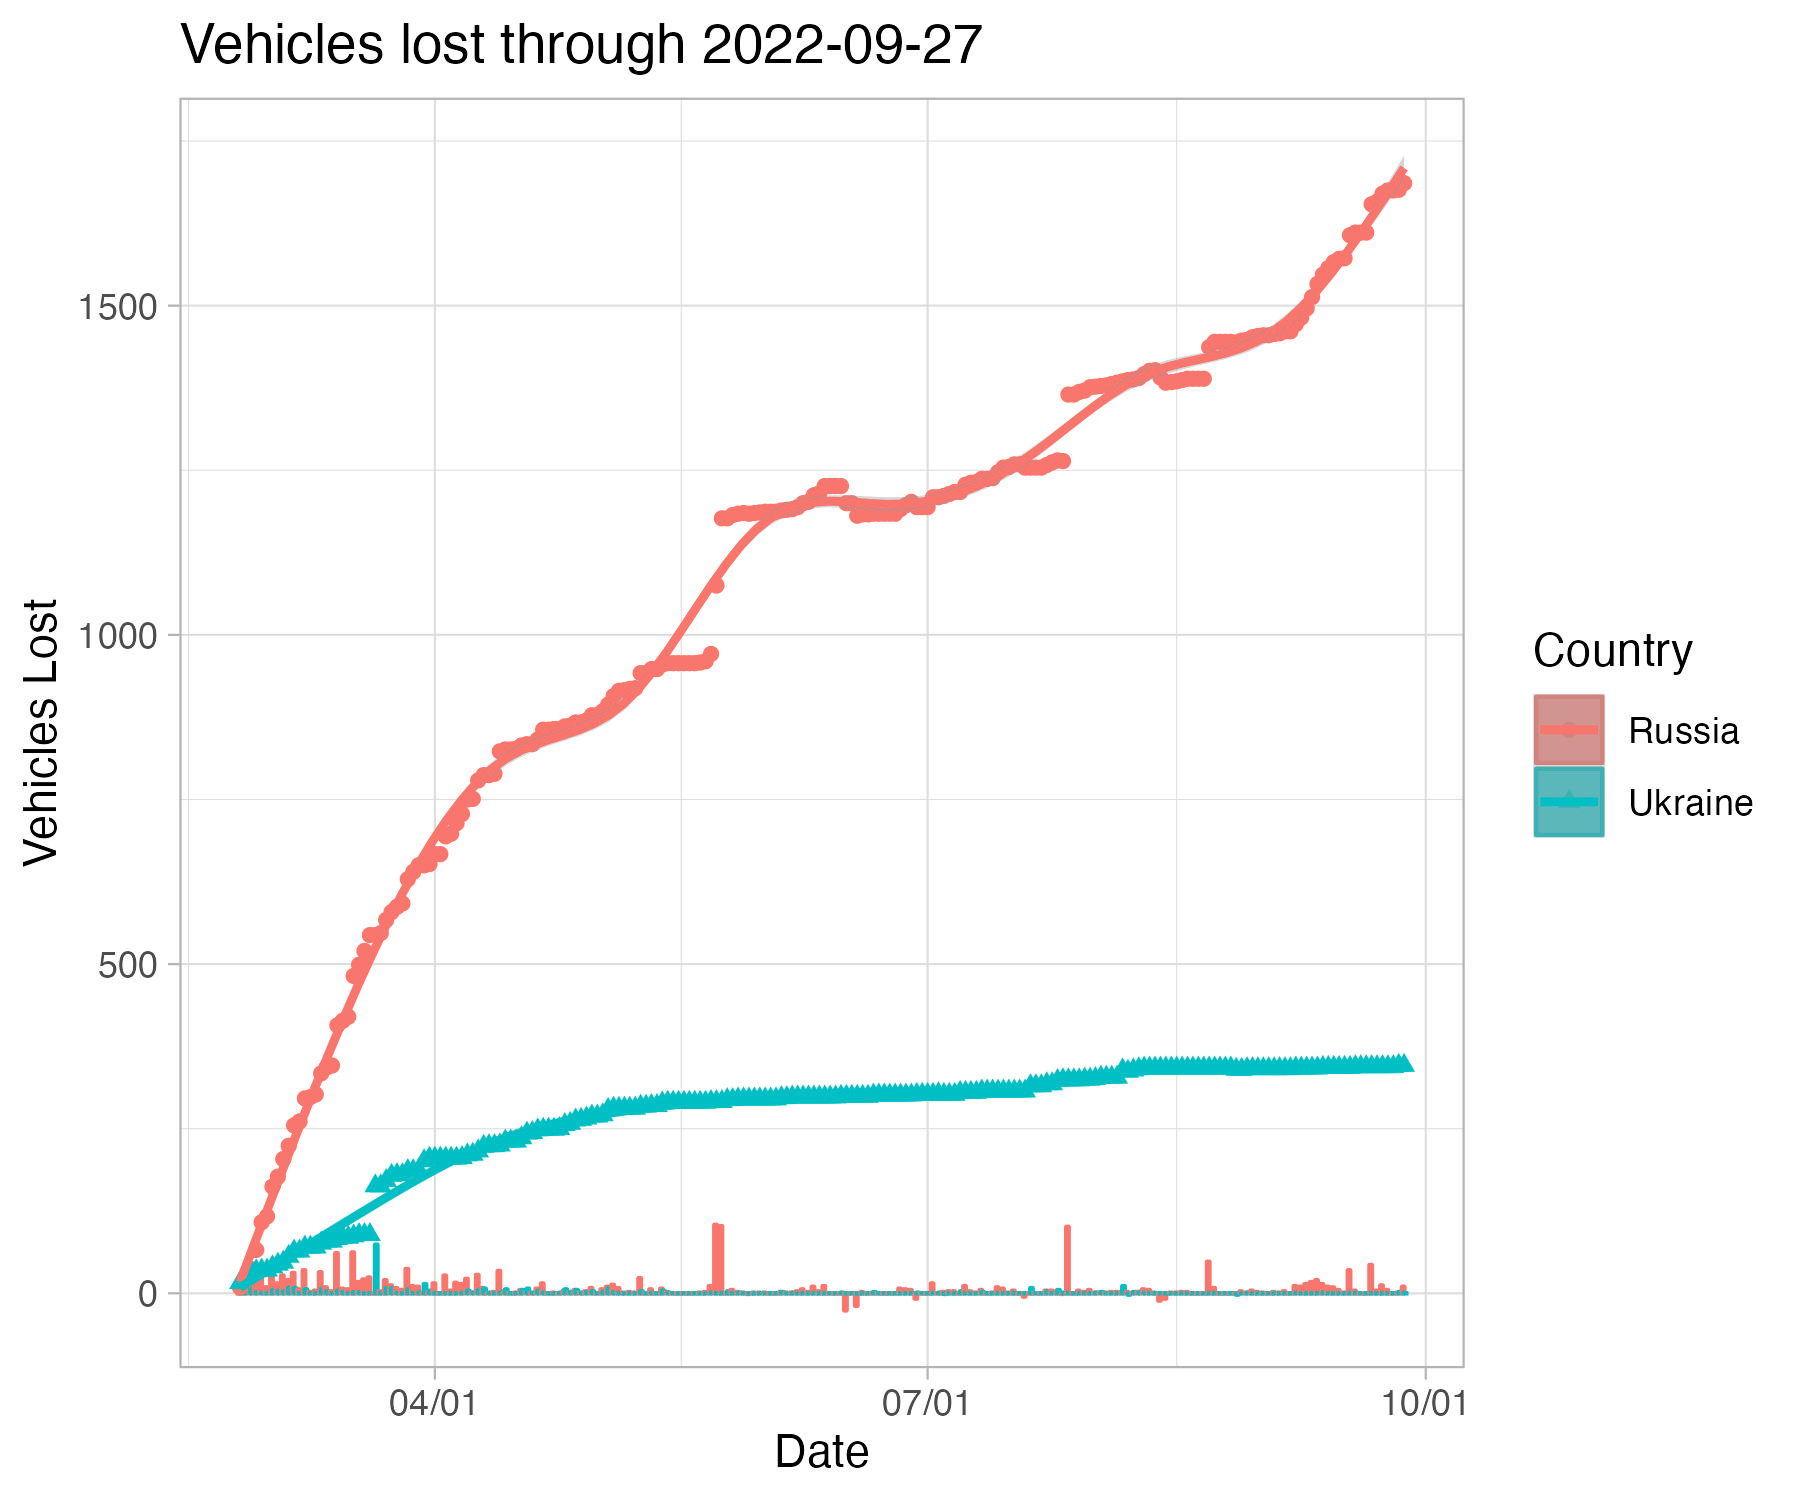 Vehicles lost through 2022-09-27
Vehicles Lost
1500
1000
500
0
04/01
07/01
10/01
Date
Country
Russia
Ukraine